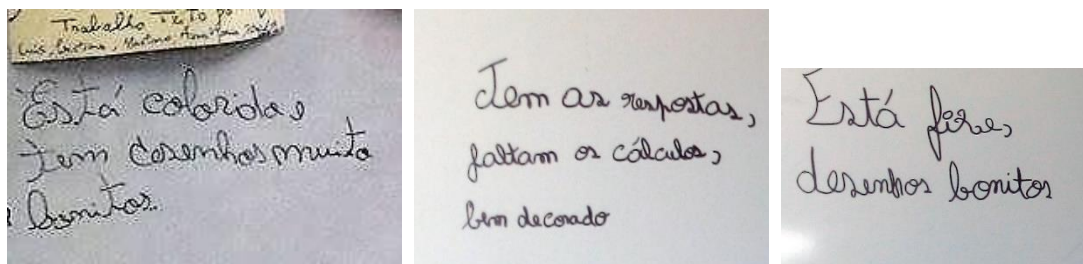 Trabalho
Está colorido,
tem desenhos muito
bonitos.
Tem as respostas,
faltam os cálculos,
bem decorado
Está fixe,
desenhos bonitos